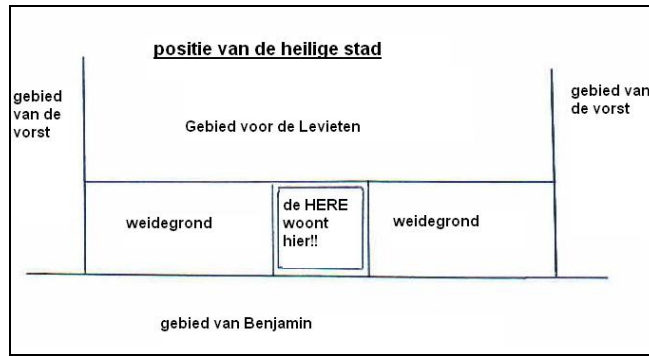 positie van de heilige stad
gebied
van de
vorst
gebied van
de vorst
Gebied voor de Levieten
weidegrond
de HERE
woont
hier!!
weidegrond
gebied van Benjamin